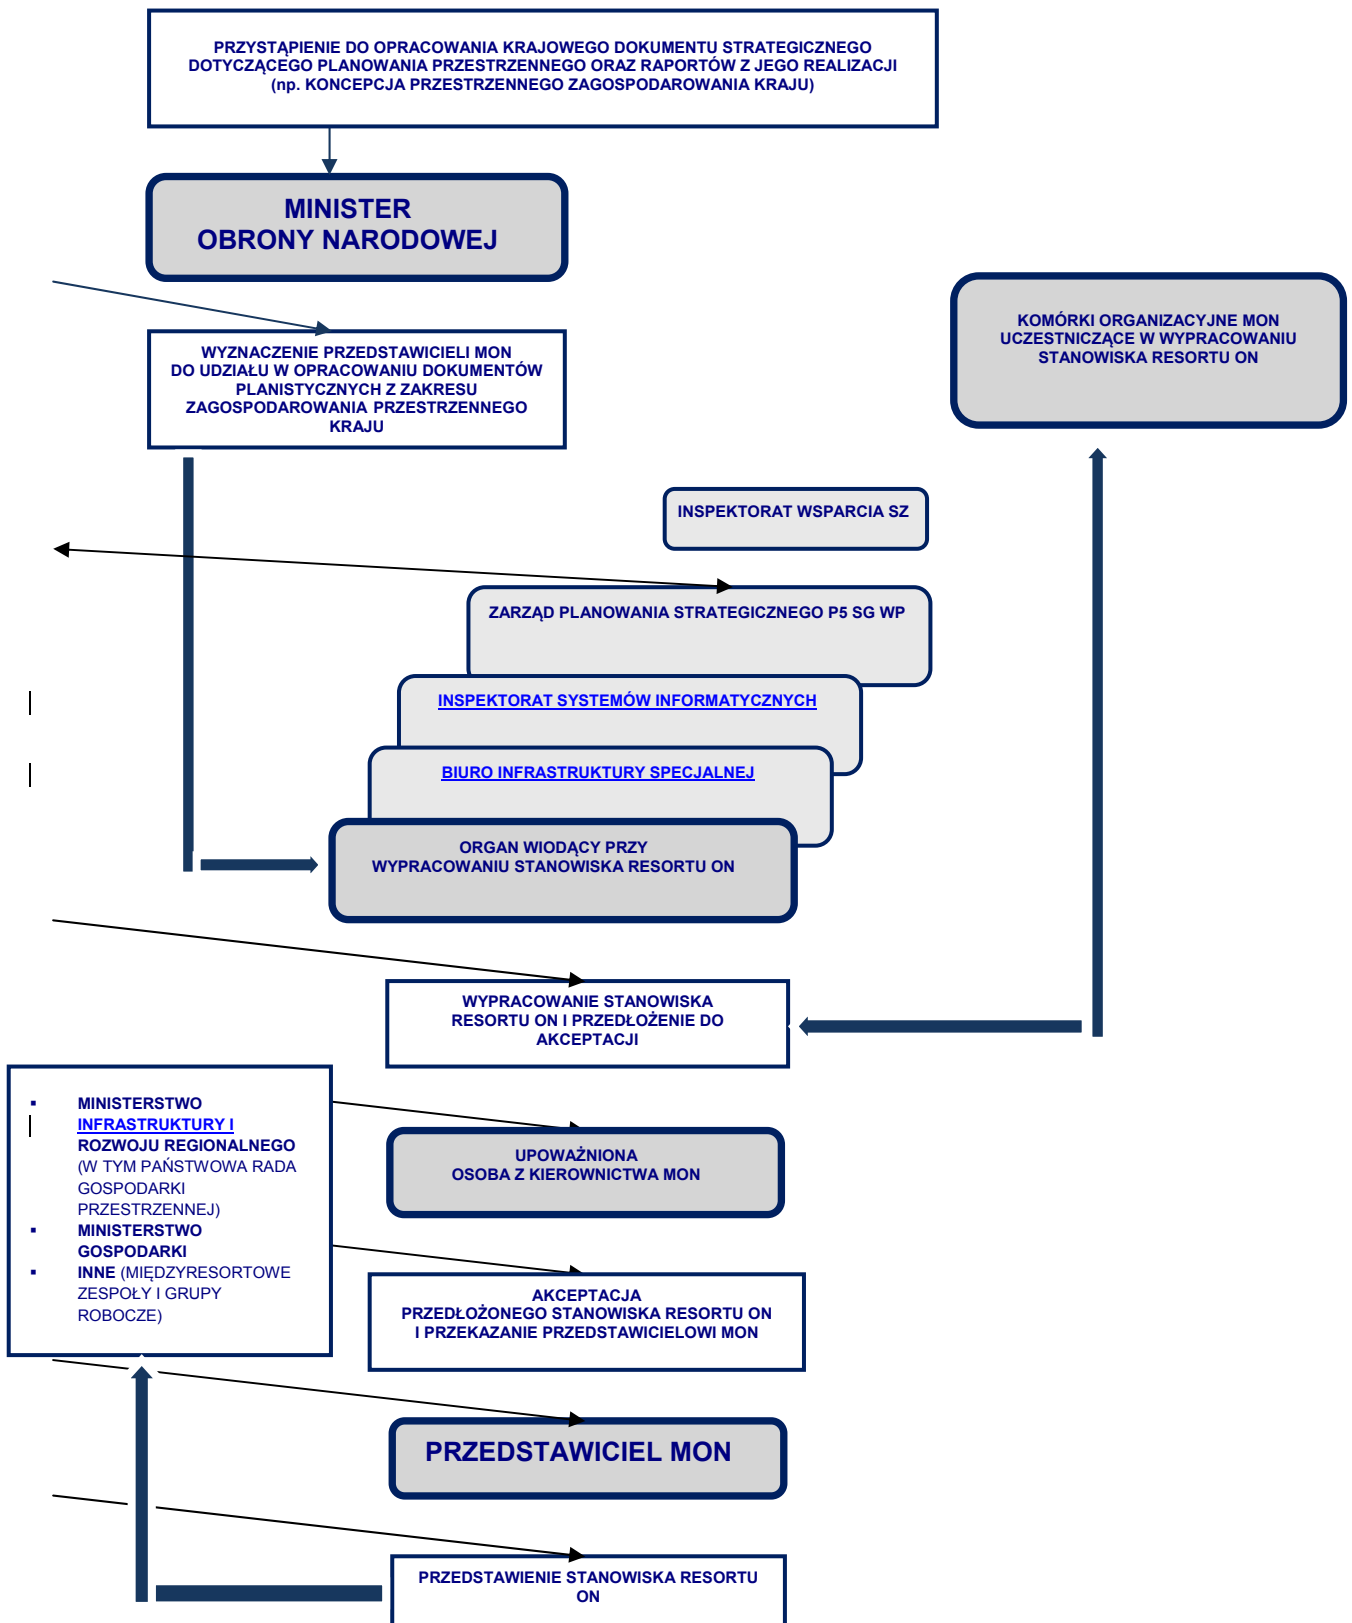 PRZYSTĄPIENIE DO OPRACOWANIA KRAJOWEGO DOKUMENTU STRATEGICZNEGO
DOTYCZĄCEGO PLANOWANIA PRZESTRZENNEGO ORAZ RAPORTÓW Z JEGO REALIZACJI
(np. KONCEPCJA PRZESTRZENNEGO ZAGOSPODAROWANIA KRAJU)
MINISTER
OBRONY NARODOWEJ
KOMÓRKI ORGANIZACYJNE MON
UCZESTNICZĄCE W WYPRACOWANIU
STANOWISKA RESORTU ON
WYZNACZENIE PRZEDSTAWICIELI MON
DO UDZIAŁU W OPRACOWANIU DOKUMENTÓW
PLANISTYCZNYCH Z ZAKRESU
ZAGOSPODAROWANIA PRZESTRZENNEGO
KRAJU
INSPEKTORAT WSPARCIA SZ
ZARZĄD PLANOWANIA STRATEGICZNEGO P5 SG WP
INSPEKTORAT SYSTEMÓW INFORMATYCZNYCH
BIURO INFRASTRUKTURY SPECJALNEJ
ORGAN WIODĄCY PRZY
WYPRACOWANIU STANOWISKA RESORTU ON
WYPRACOWANIE STANOWISKA
RESORTU ON I PRZEDŁOŻENIE DO
AKCEPTACJI
▪ MINISTERSTWO
INFRASTRUKTURY I
ROZWOJU REGIONALNEGO
(W TYM PAŃSTWOWA RADA
GOSPODARKI
PRZESTRZENNEJ)
▪ MINISTERSTWO
GOSPODARKI
▪ INNE (MIĘDZYRESORTOWE
ZESPOŁY I GRUPY
ROBOCZE)
UPOWAŻNIONA
OSOBA Z KIEROWNICTWA MON
AKCEPTACJA
PRZEDŁOŻONEGO STANOWISKA RESORTU ON
I PRZEKAZANIE PRZEDSTAWICIELOWI MON
PRZEDSTAWICIEL MON
PRZEDSTAWIENIE STANOWISKA RESORTU
ON